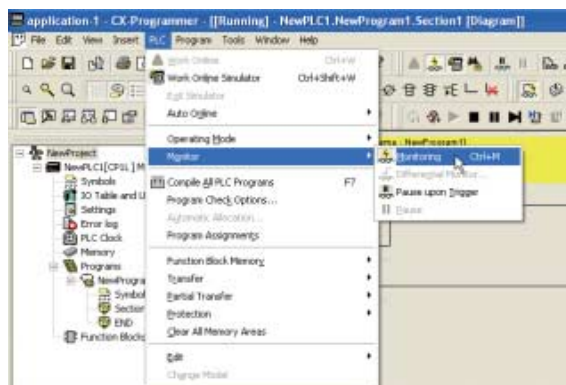 application-1 - CX-Programmer - [[Running] - NewPLC1.NewProgram1.Section1 [Diagram]]
File Edit View Insert PLC Program Tools Window Help
Work Online Ctrl+W
Work Online Simulator Ctrl+Shift+W
Exit Simulator
Auto Online
Operating Mode
Monitor
Monitoring Ctrl+M
Differential Monitor...
Pause upon Trigger
Pause
Compile All PLC Programs F7
Program Check Options...
Automatic Allocation...
Program Assignments
Function Block Memory
Transfer
Partial Transfer
Protection
Clear All Memory Areas
Edit
Change Model
NewProject
NewPLC1[CP1L] M
Symbols
IO Table and U
Settings
Error log
PLC Clock
Memory
Programs
NewProgra
Symbol
Section
END
Function Blocks
NewProgram1]